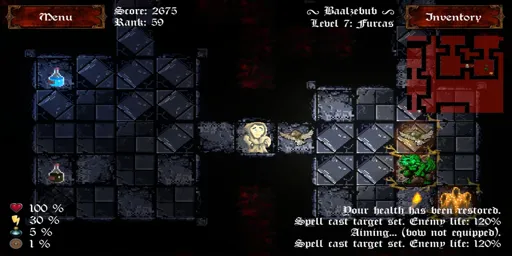 Menu
Score: 2675
Rank: 59
Baalzebub
Level 7: Furcas
Inventory
100 %
30 %
5 %
1 %
Your health has been restored.
Spell cast target set. Enemy life: 120%
Aiming... (bow not equipped).
Spell cast target set. Enemy life: 120%